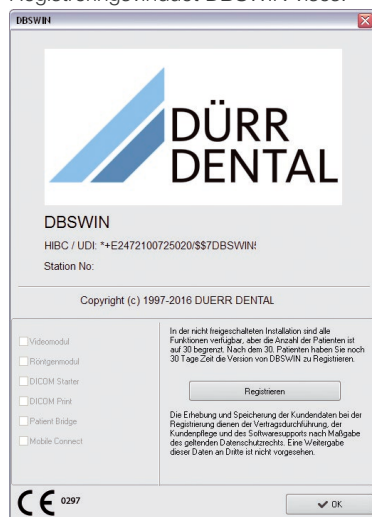 DBSWIN
DÜRR
DENTAL
DBSWIN
HIBC / UDI: *+E2472100725020/$$7DBSWIN!
Station No:
Copyright (c) 1997-2016 DUERR DENTAL
Videomodul
Röntgenmodul
DICOM Starter
DICOM Print
Patient Bridge
Mobile Connect
In der nicht freigeschalteten Installation sind alle
Funktionen verfügbar, aber die Anzahl der Patienten ist
auf 30 begrenzt. Nach dem 30. Patienten haben Sie noch
30 Tage Zeit die Version von DBSWIN zu Registrieren.
Registrieren
Die Erhebung und Speicherung der Kundendaten bei der
Registrierung dienen der Vertragsdurchführung, der
Kundenpflege und des Softwaresupports nach Maßgabe
des geltenden Datenschutzrechts. Eine Weitergabe
dieser Daten an Dritte ist nicht vorgesehen.
CE 0297
OK